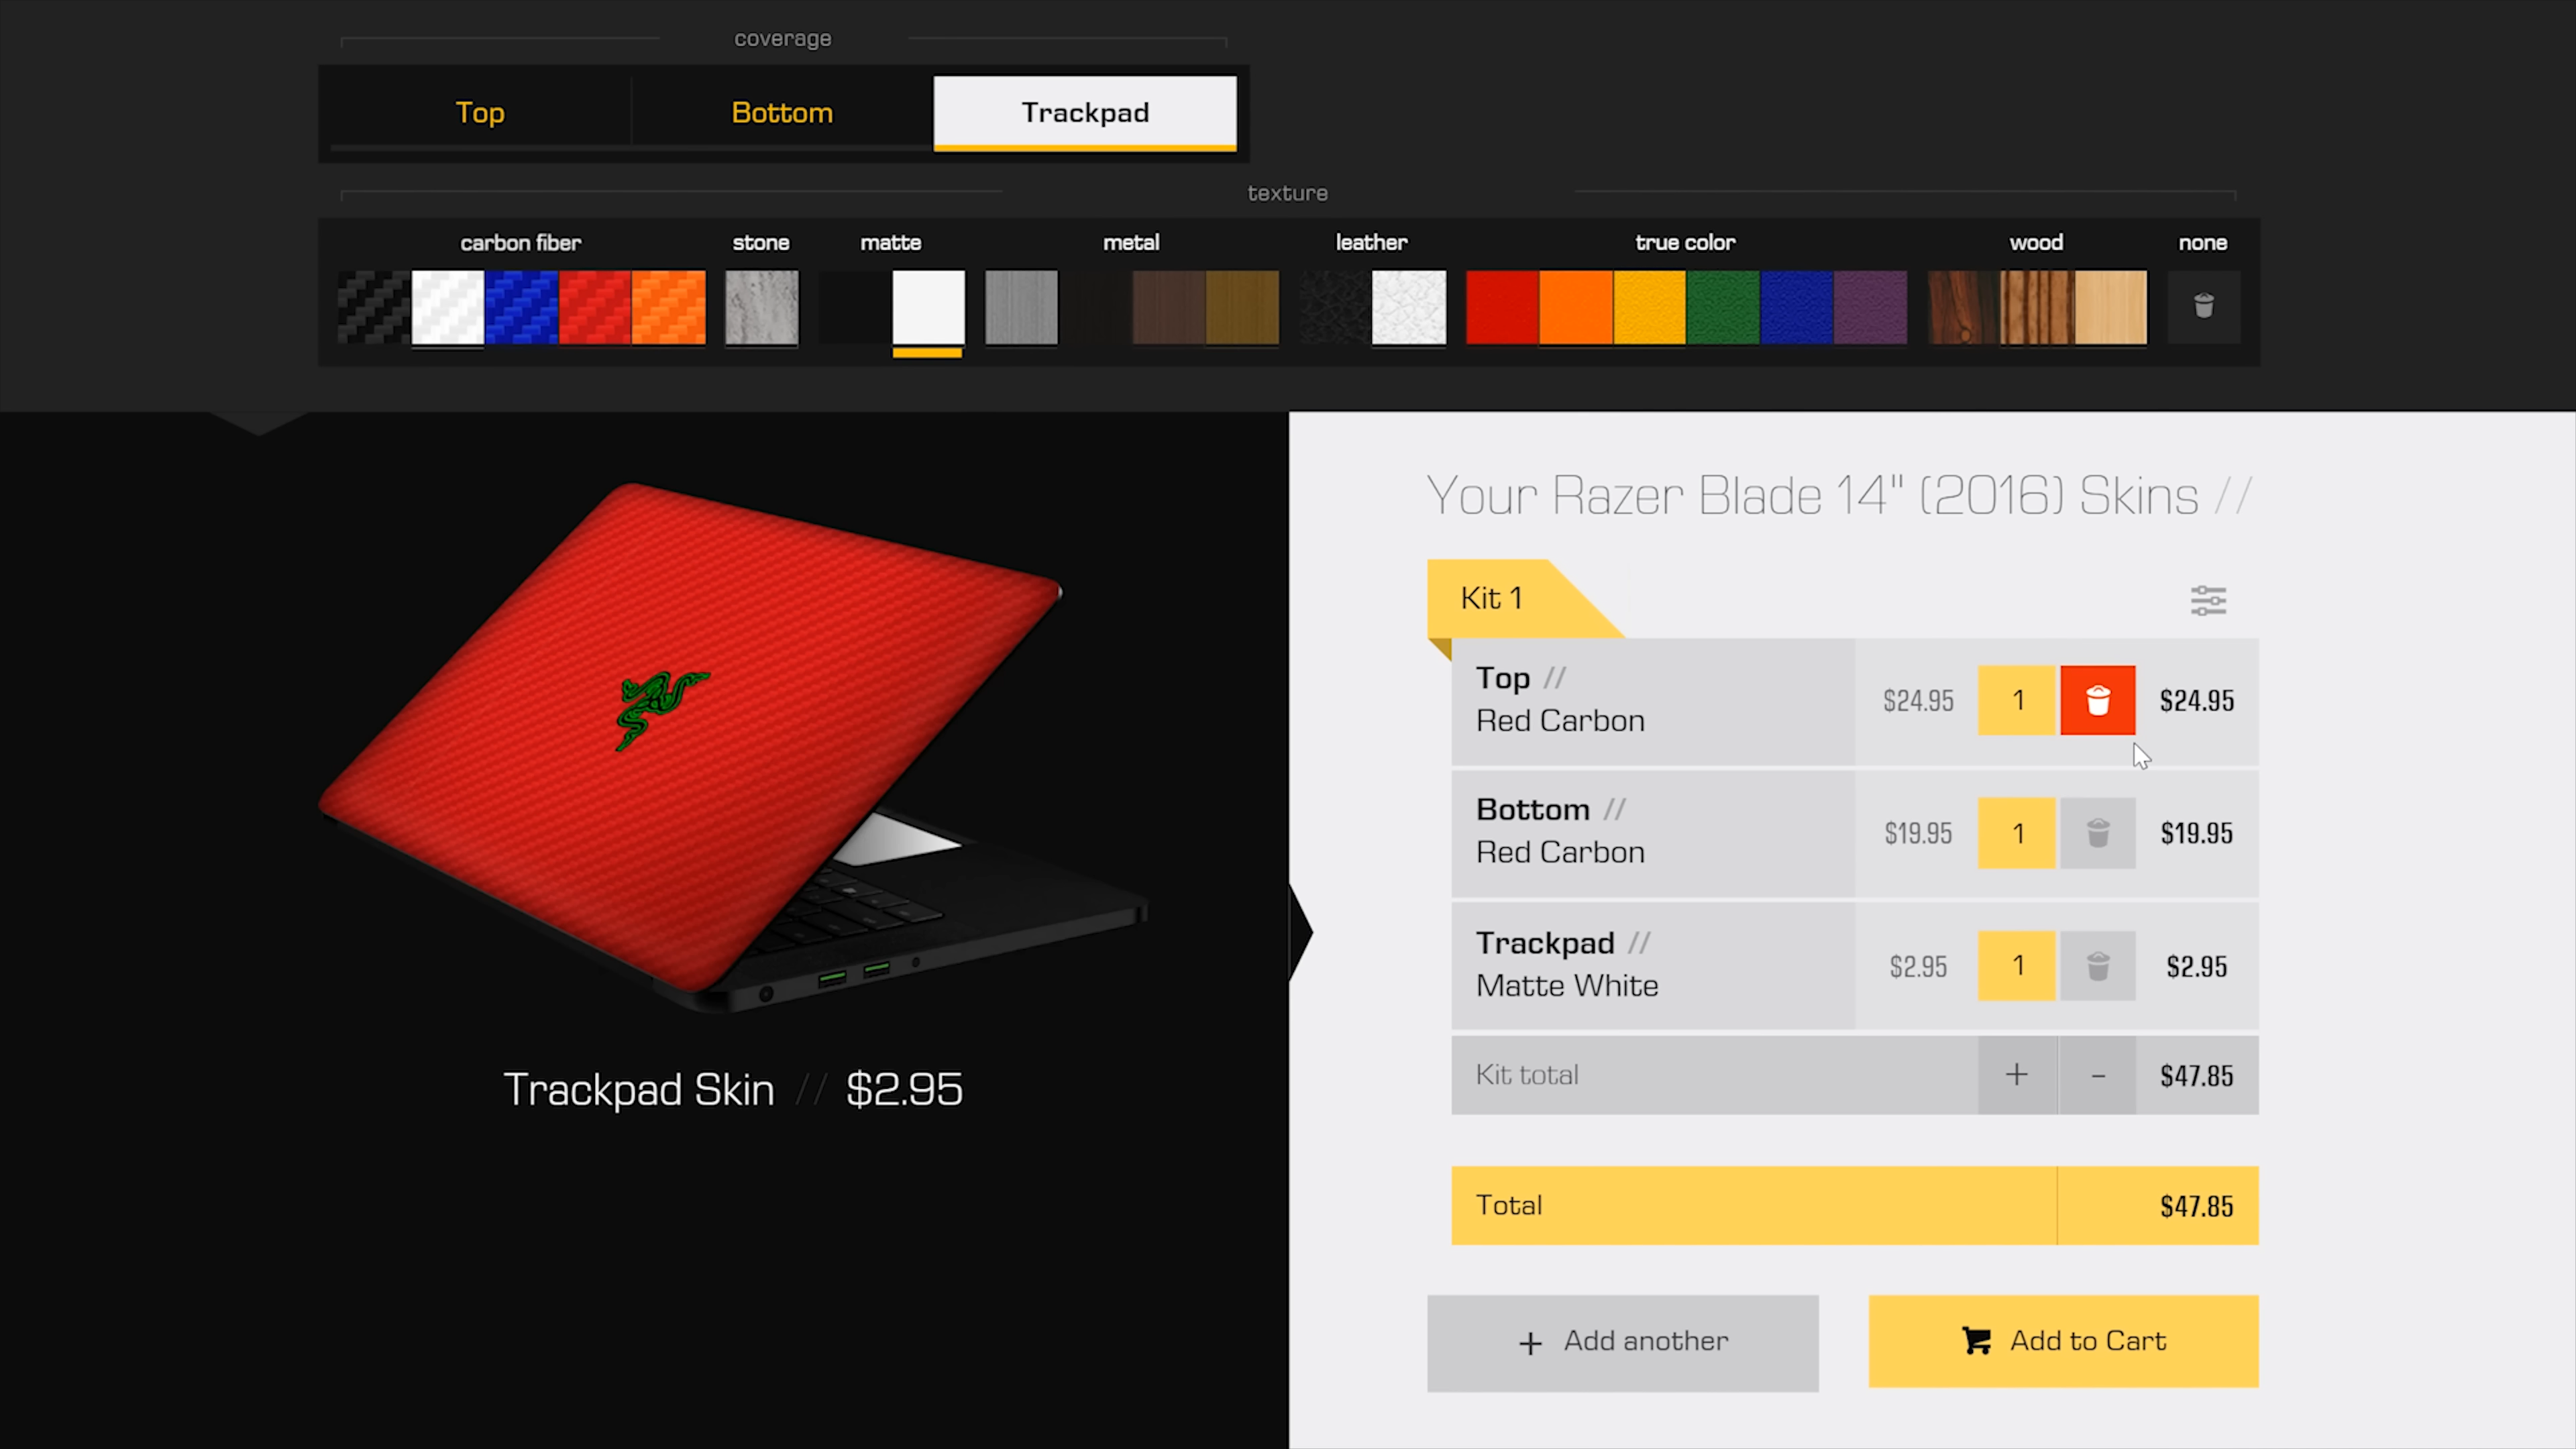 coverage
Top Bottom Trackpad
texture
carbon fiber stone matte metal leather true color wood none
Trackpad Skin // $2.95
Your Razer Blade 14" (2016) Skins //
Kit 1
Top //
Red Carbon
$24.95 1 $24.95
Bottom //
Red Carbon
$19.95 1 $19.95
Trackpad //
Matte White
$2.95 1 $2.95
Kit total + - $47.85
Total $47.85
+ Add another
Add to Cart